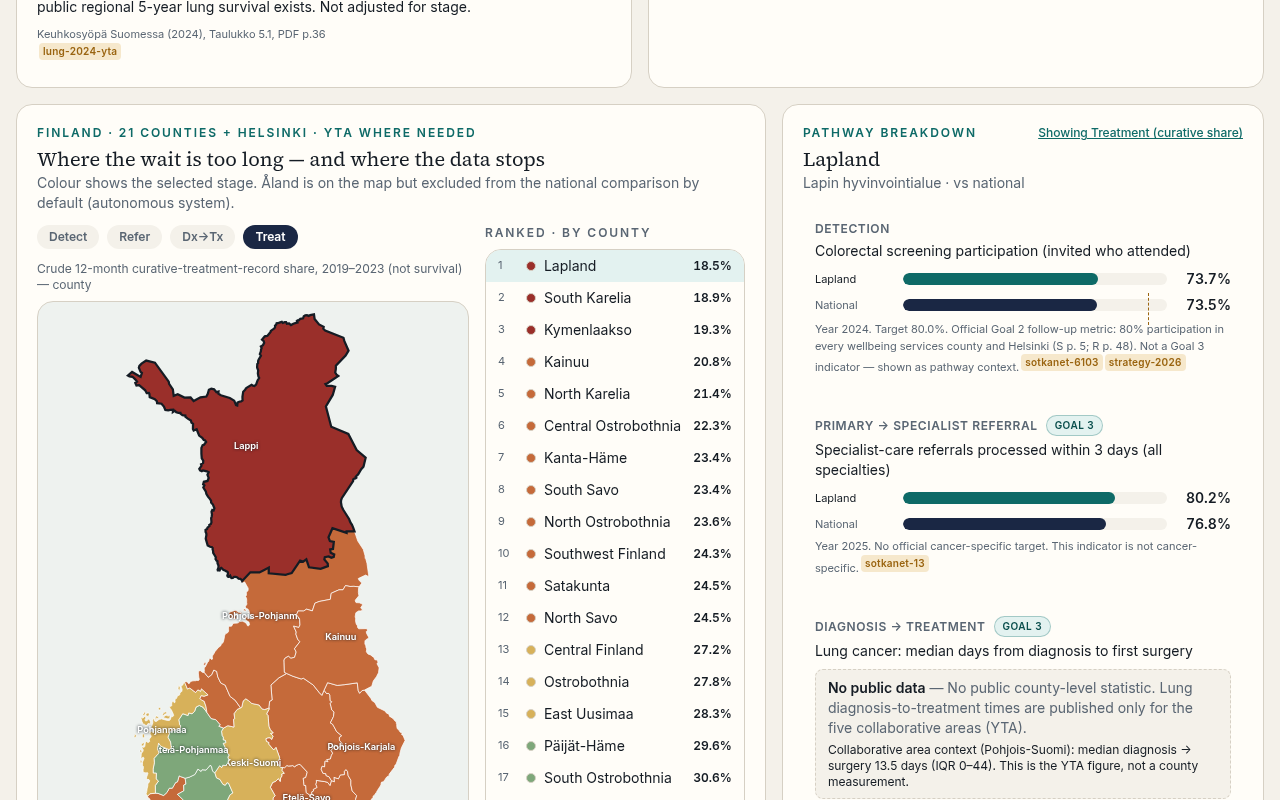 public regional 5-year lung survival exists. Not adjusted for stage.
Keuhkosyöpä Suomessa (2024), Taulukko 5.1, PDF p.36
lung-2024-yta
FINLAND · 21 COUNTIES + HELSINKI · YTA WHERE NEEDED
Where the wait is too long — and where the data stops
Colour shows the selected stage. Åland is on the map but excluded from the national comparison by
default (autonomous system).
Detect Refer Dx→Tx Treat
Crude 12-month curative-treatment-record share, 2019–2023 (not survival)
— county
Lappi
Pohjois-Pohjanm
Kainuu
Pohjanmaa
Pohjois-Karjala
Keski-Suomi
Etelä-Savo
RANKED · BY COUNTY
1 Lapland 18.5%
2 South Karelia 18.9%
3 Kymenlaakso 19.3%
4 Kainuu 20.8%
5 North Karelia 21.4%
6 Central Ostrobothnia 22.3%
7 Kanta-Häme 23.4%
8 South Savo 23.4%
9 North Ostrobothnia 23.6%
10 Southwest Finland 24.3%
11 Satakunta 24.5%
12 North Savo 24.5%
13 Central Finland 27.2%
14 Ostrobothnia 27.8%
15 East Uusimaa 28.3%
16 Päijät-Häme 29.6%
17 South Ostrobothnia 30.6%
PATHWAY BREAKDOWN
Showing Treatment (curative share)
Lapland
Lapin hyvinvointialue · vs national
DETECTION
Colorectal screening participation (invited who attended)
Lapland 73.7%
National 73.5%
Year 2024. Target 80.0%. Official Goal 2 follow-up metric: 80% participation in
every wellbeing services county and Helsinki (S p. 5; R p. 48). Not a Goal 3
indicator — shown as pathway context. sotkanet-6103 strategy-2026
PRIMARY → SPECIALIST REFERRAL GOAL 3
Specialist-care referrals processed within 3 days (all
specialties)
Lapland 80.2%
National 76.8%
Year 2025. No official cancer-specific target. This indicator is not cancer-
specific. sotkanet-13
DIAGNOSIS → TREATMENT GOAL 3
Lung cancer: median days from diagnosis to first surgery
No public data — No public county-level statistic. Lung
diagnosis-to-treatment times are published only for the
five collaborative areas (YTA).
Collaborative area context (Pohjois-Suomi): median diagnosis →
surgery 13.5 days (IQR 0–44). This is the YTA figure, not a county
measurement.